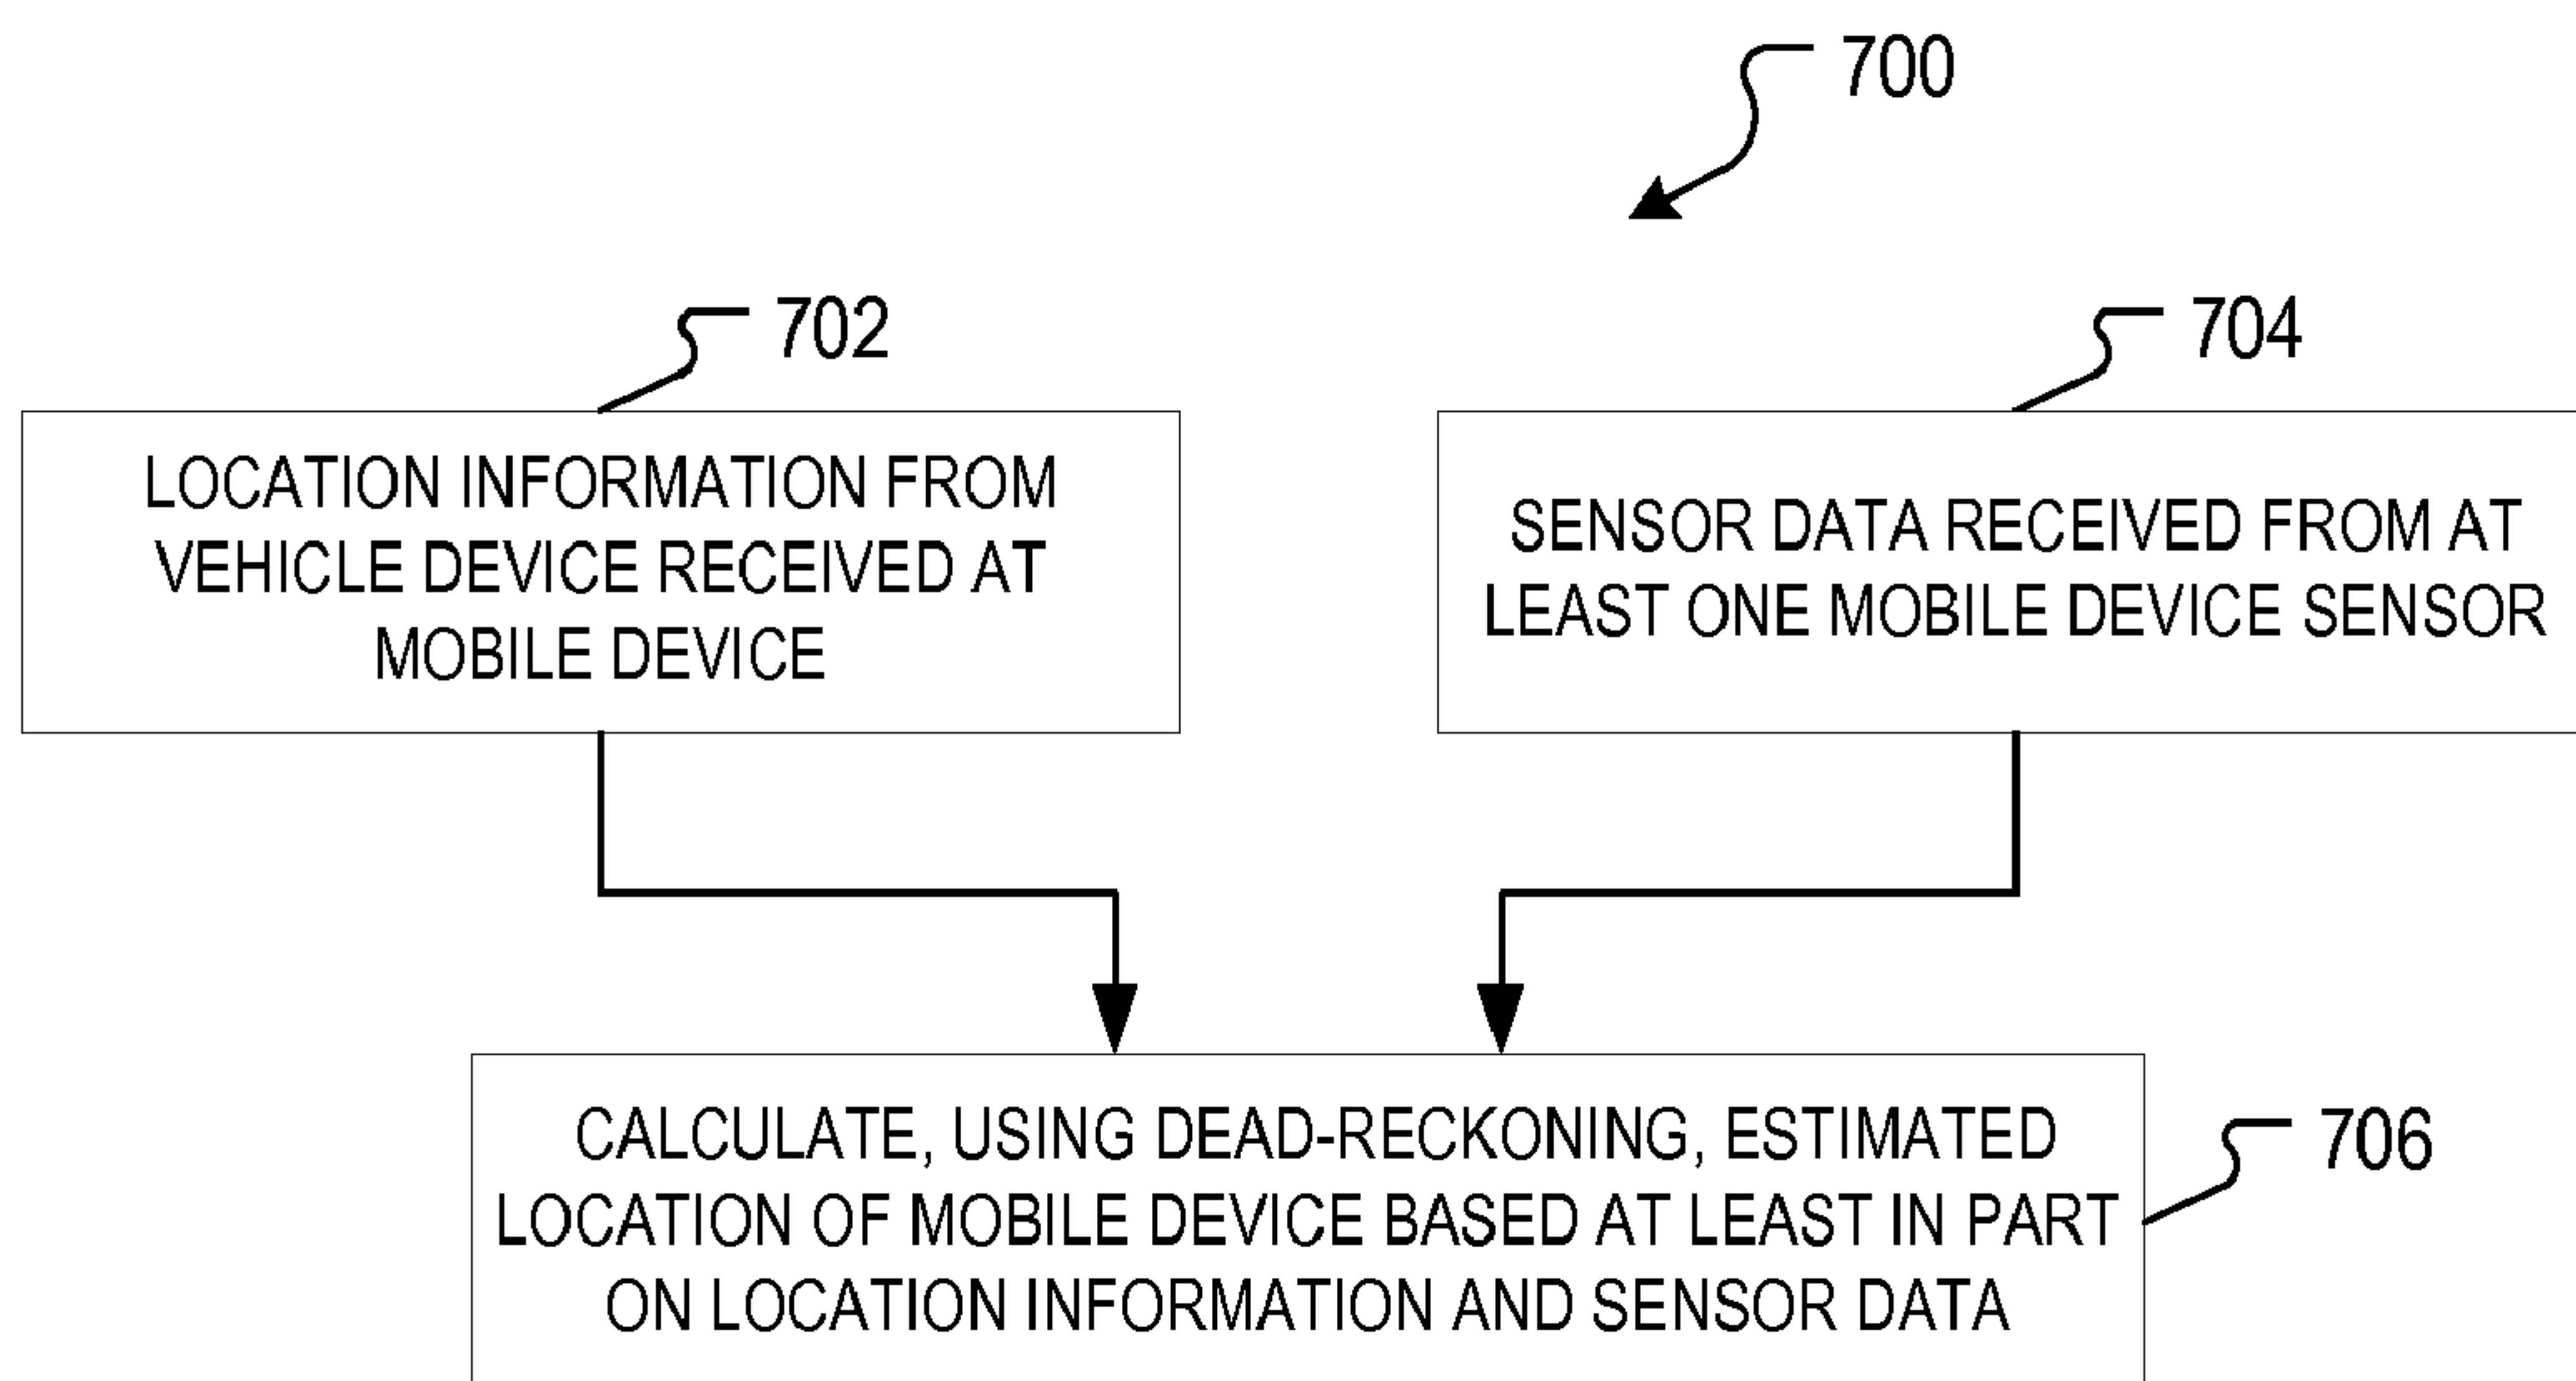 700
702
704
LOCATION INFORMATION FROM
VEHICLE DEVICE RECEIVED AT
MOBILE DEVICE
SENSOR DATA RECEIVED FROM AT
LEAST ONE MOBILE DEVICE SENSOR
706
CALCULATE, USING DEAD-RECKONING, ESTIMATED
LOCATION OF MOBILE DEVICE BASED AT LEAST IN PART
ON LOCATION INFORMATION AND SENSOR DATA